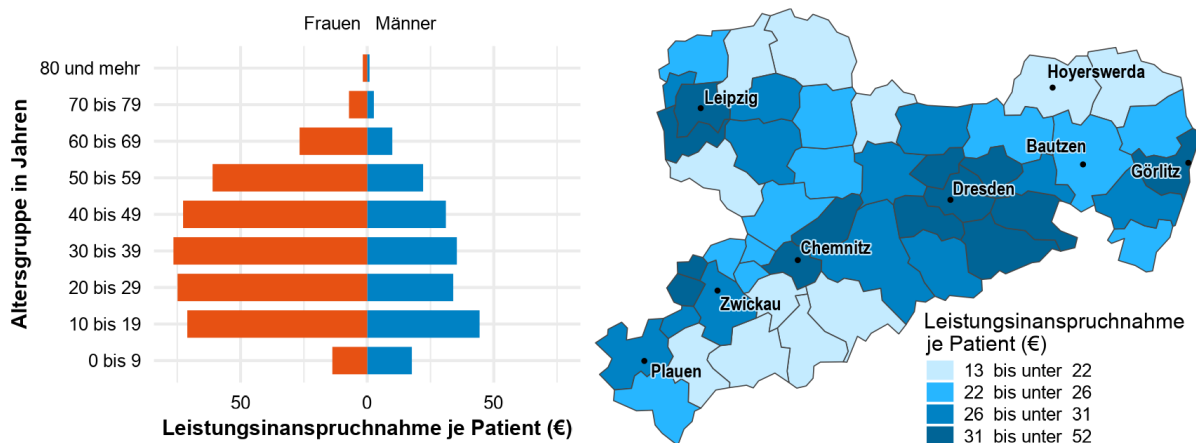 Frauen Männer
Altersgruppe in Jahren
80 und mehr
70 bis 79
60 bis 69
50 bis 59
40 bis 49
30 bis 39
20 bis 29
10 bis 19
0 bis 9
50 0 50
Leistungsinanspruchnahme je Patient (€)
Hoyerswerda
Leipzig
Bautzen
Görlitz
Dresden
Chemnitz
Zwickau
Plauen
Leistungsinanspruchnahme
je Patient (€)
13 bis unter 22
22 bis unter 26
26 bis unter 31
31 bis unter 52